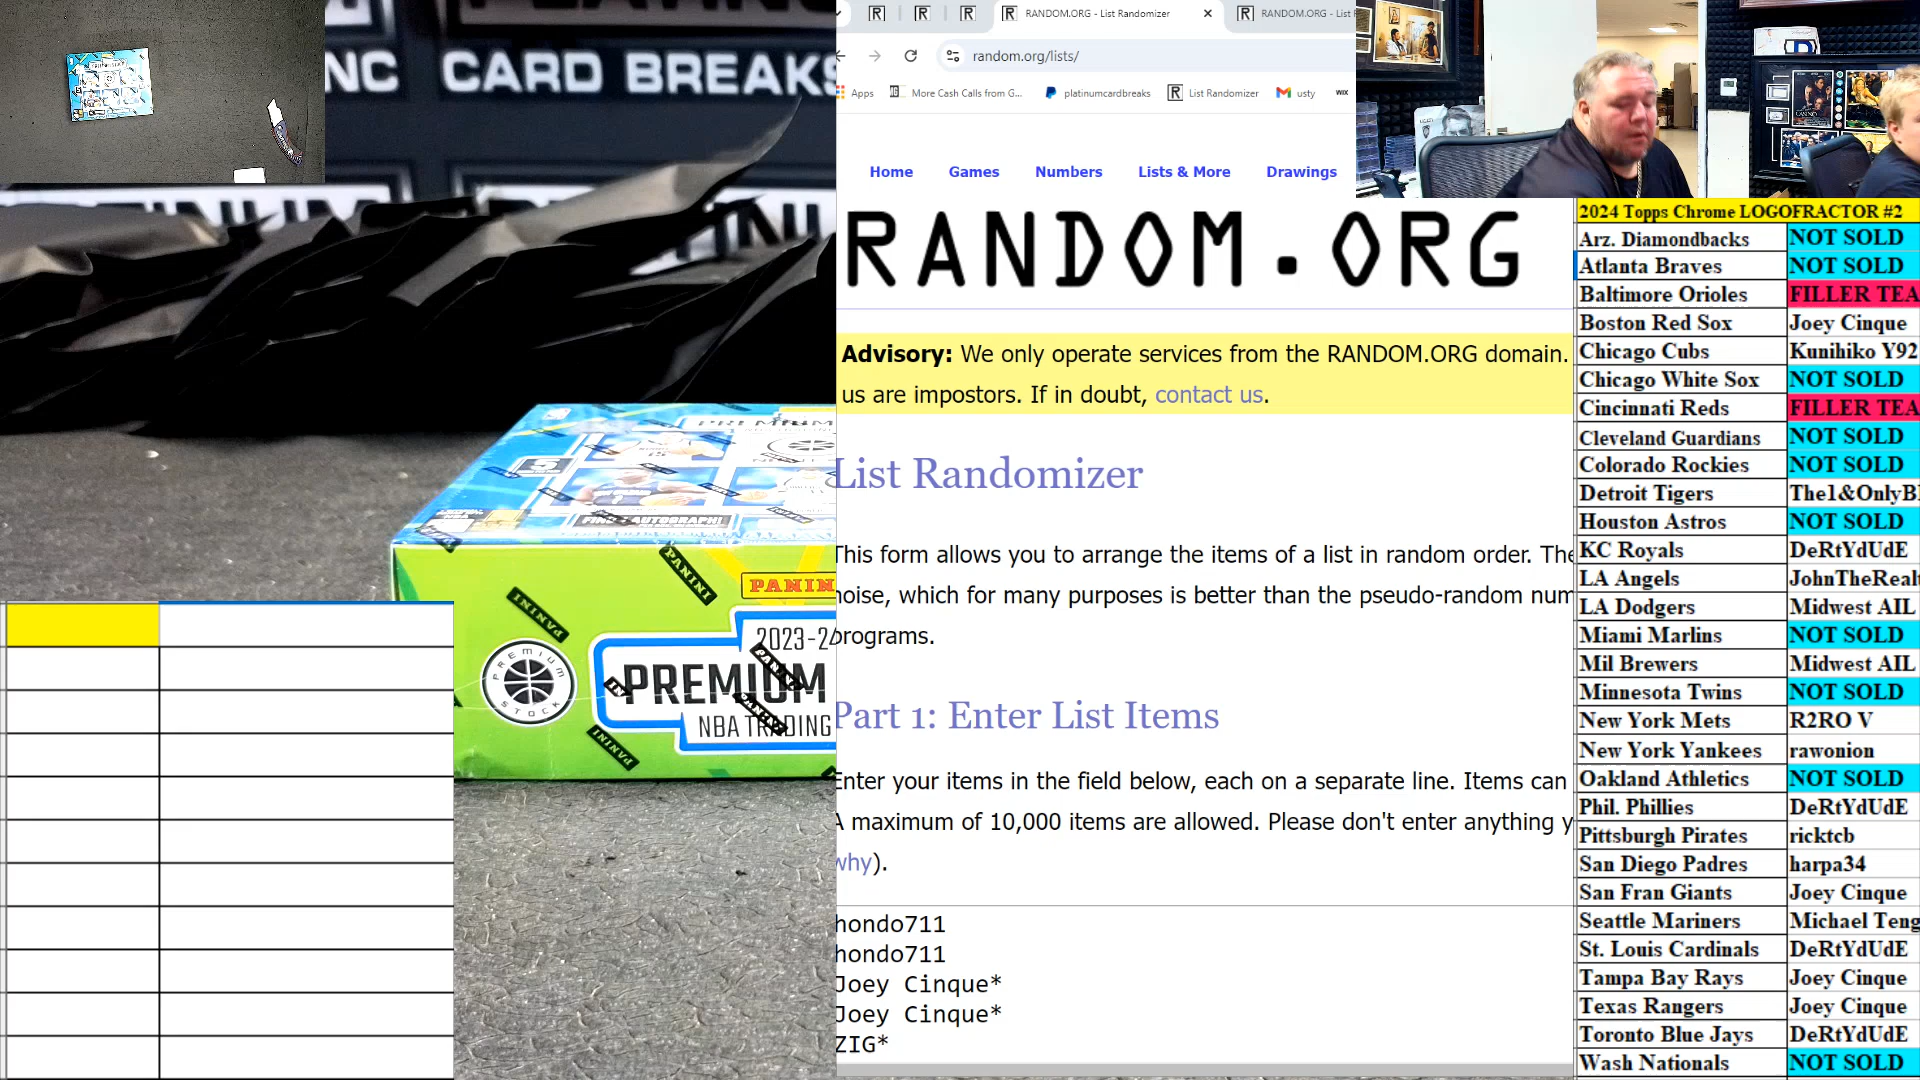 NC CARD BREAKS
RANDOM.ORG - List Randomizer
RANDOM.ORG - List
random.org/lists/
Apps
More Cash Calls from G...
platinumcardbreaks
List Randomizer
usty
WIX
Home
Games
Numbers
Lists & More
Drawings
RANDOM.ORG
Advisory: We only operate services from the RANDOM.ORG domain.
us are impostors. If in doubt, contact us.
List Randomizer
This form allows you to arrange the items of a list in random order. The
noise, which for many purposes is better than the pseudo-random num
programs.
Part 1: Enter List Items
Enter your items in the field below, each on a separate line. Items can
A maximum of 10,000 items are allowed. Please don't enter anything y
why).
hondo711
hondo711
Joey Cinque*
Joey Cinque*
ZIG*
PANINI
2023-2
PREMIUM
NBA TRADING
PREMIUM STOCK
PANINI
PANINI
PANINI
2024 Topps Chrome LOGOFRACTOR #2
Arz. Diamondbacks NOT SOLD
Atlanta Braves NOT SOLD
Baltimore Orioles FILLER TEA
Boston Red Sox Joey Cinque
Chicago Cubs Kunihiko Y92
Chicago White Sox NOT SOLD
Cincinnati Reds FILLER TEA
Cleveland Guardians NOT SOLD
Colorado Rockies NOT SOLD
Detroit Tigers The1&OnlyB
Houston Astros NOT SOLD
KC Royals DeRtYdUdE
LA Angels JohnTheReal
LA Dodgers Midwest AIL
Miami Marlins NOT SOLD
Mil Brewers Midwest AIL
Minnesota Twins NOT SOLD
New York Mets R2RO V
New York Yankees rawonion
Oakland Athletics NOT SOLD
Phil. Phillies DeRtYdUdE
Pittsburgh Pirates ricktcb
San Diego Padres harpa34
San Fran Giants Joey Cinque
Seattle Mariners Michael Teng
St. Louis Cardinals DeRtYdUdE
Tampa Bay Rays Joey Cinque
Texas Rangers Joey Cinque
Toronto Blue Jays DeRtYdUdE
Wash Nationals NOT SOLD